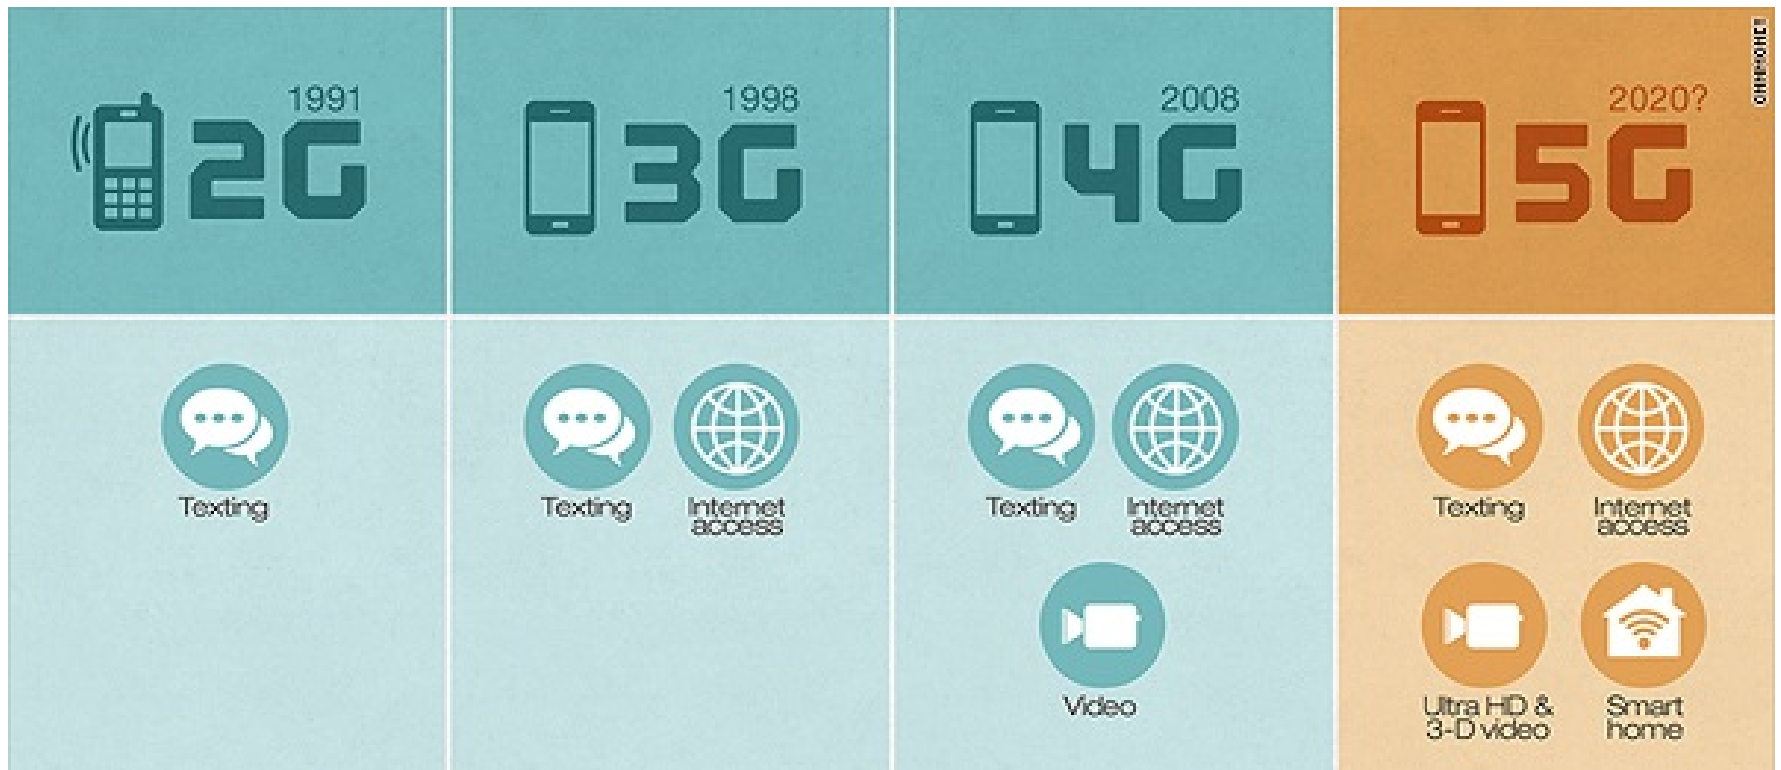 1991
2G
1998
3G
2008
4G
2020?
5G
Texting
Texting
Internet
access
Texting
Internet
access
Video
Texting
Internet
access
Ultra HD &
3-D video
Smart
home